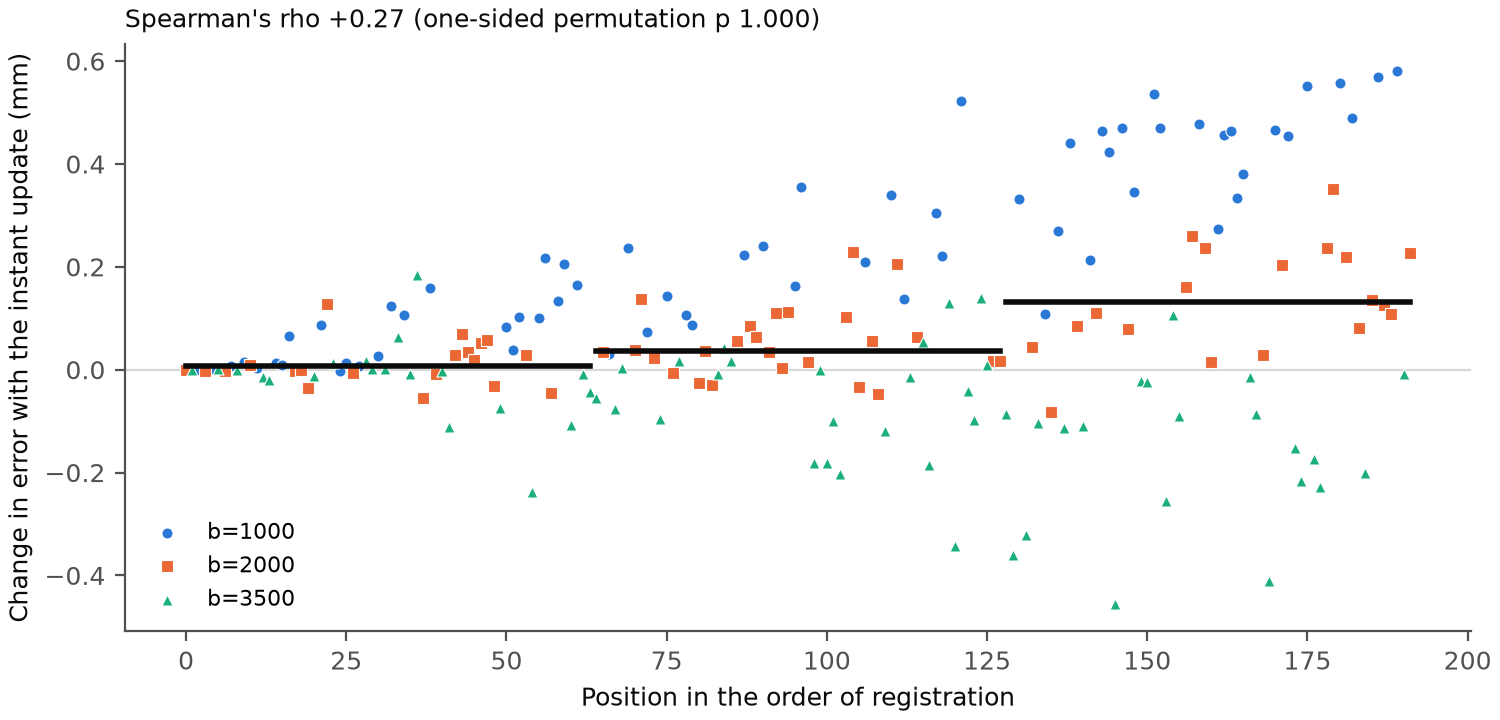 Spearman's rho +0.27 (one-sided permutation p 1.000)
Change in error with the instant update (mm)
0.6
0.4
0.2
0.0
−0.2
−0.4
b=1000
b=2000
b=3500
0 25 50 75 100 125 150 175 200
Position in the order of registration